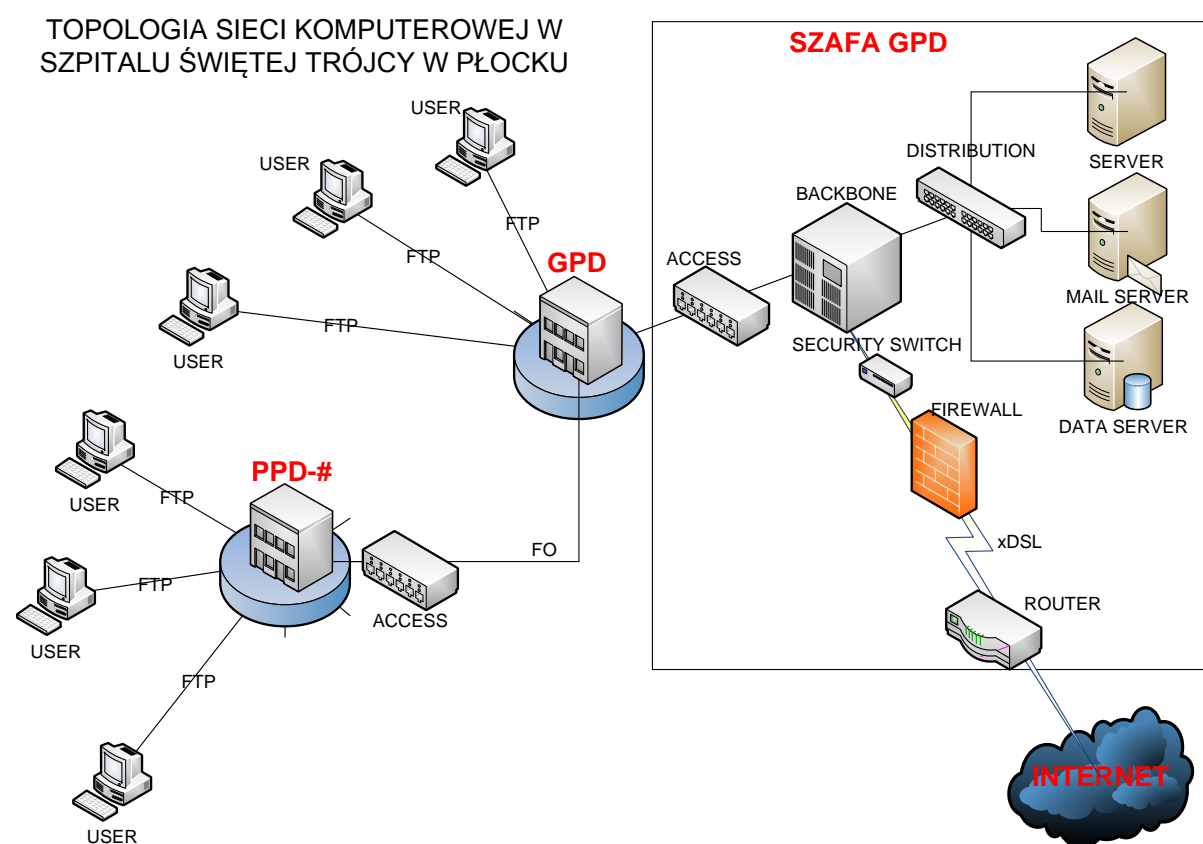 TOPOLOGIA SIECI KOMPUTEROWEJ W
SZPITALU ŚWIĘTEJ TRÓJCY W PŁOCKU
SZAFA GPD
USER
USER
FTP
FTP
GPD
USER
FTP
SERVER
DISTRIBUTION
BACKBONE
ACCESS
MAIL SERVER
SECURITY SWITCH
FIREWALL
DATA SERVER
USER
FTP
PPD-#
USER
FTP
ACCESS
FO
USER
FTP
xDSL
ROUTER
INTERNET